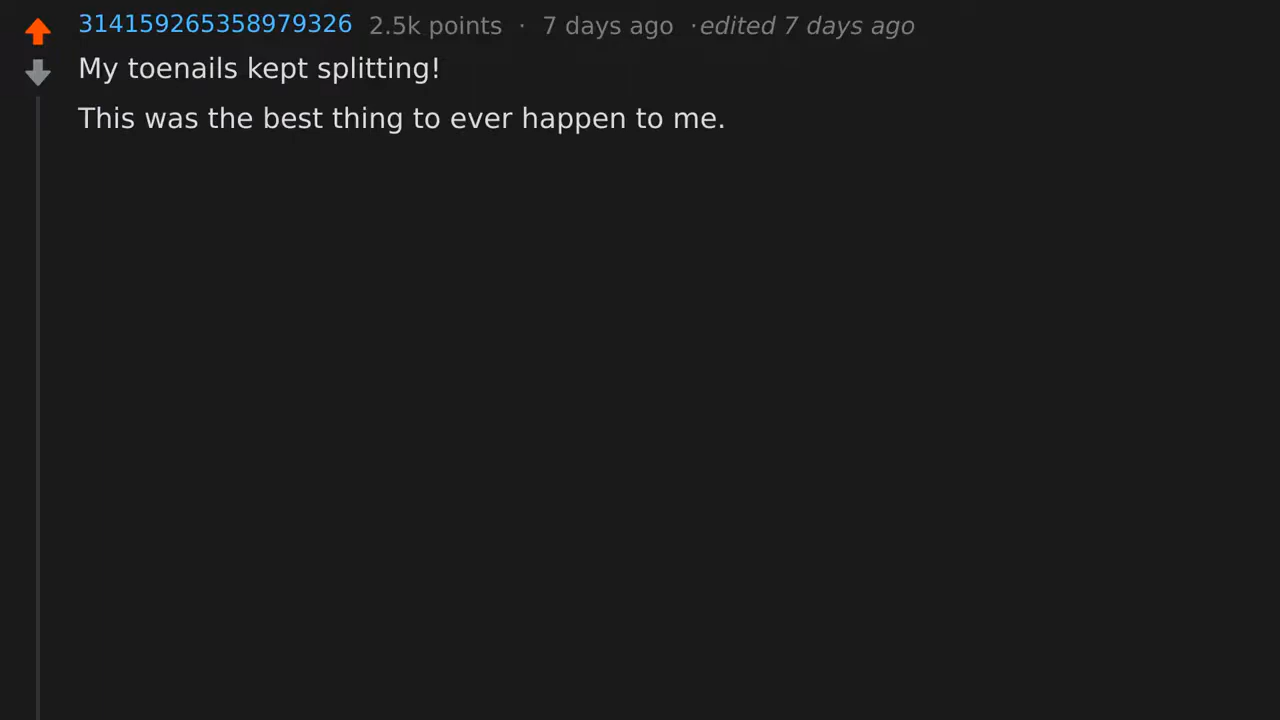 314159265358979326 2.5k points · 7 days ago · edited 7 days ago
My toenails kept splitting!
This was the best thing to ever happen to me.